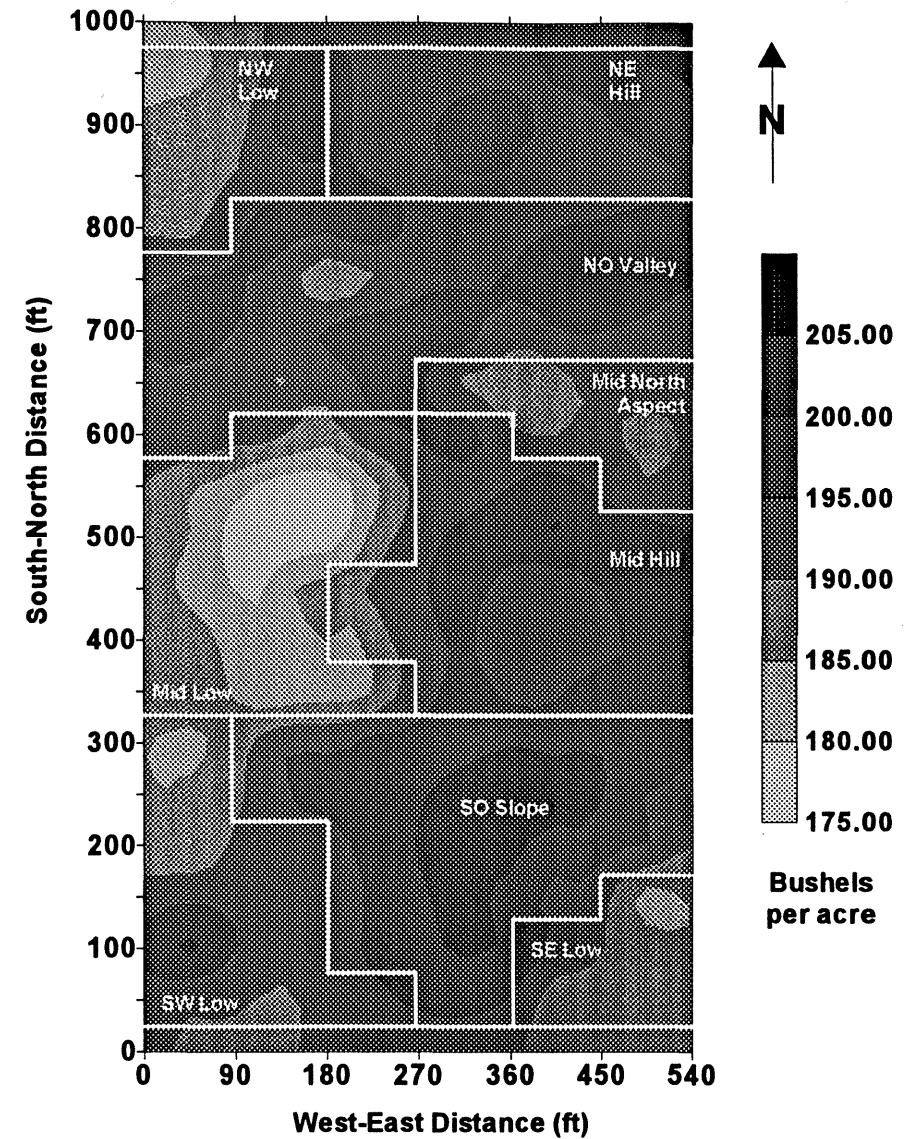 1000
900
800
700
600
500
400
300
200
100
0
South-North Distance (ft)
NW
Low
NE
Hill
NO Valley
Mid North
Aspect
Mid Hill
Mid Low
SO Slope
SE Low
SW Low
0 90 180 270 360 450 540
West-East Distance (ft)
N
205.00
200.00
195.00
190.00
185.00
180.00
175.00
Bushels
per acre